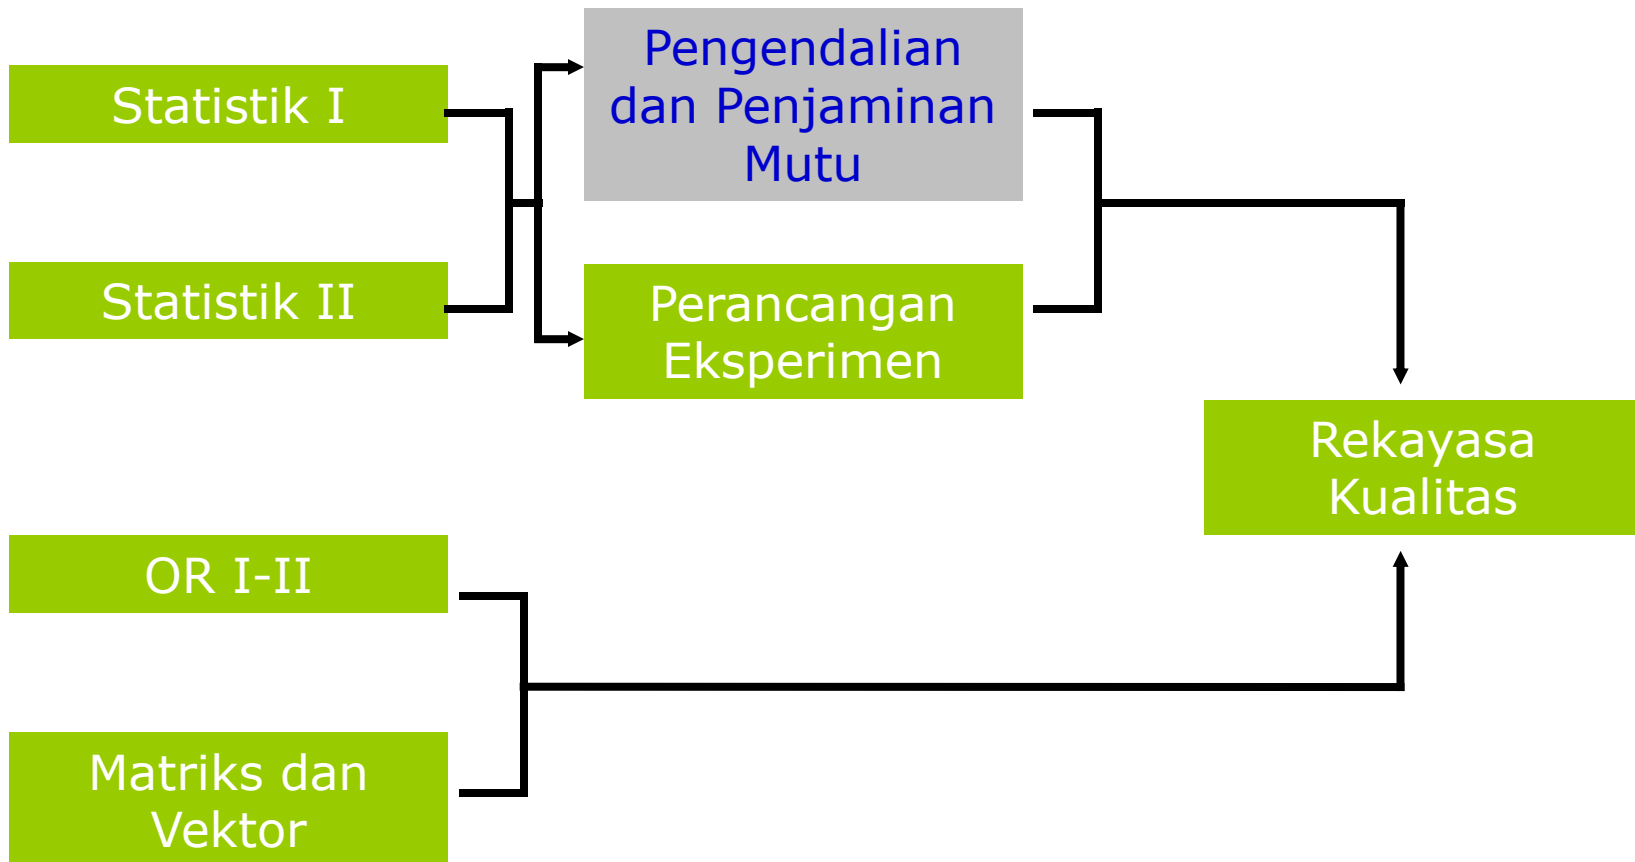 Statistik I
Statistik II
Pengendalian
dan Penjaminan
Mutu
Perancangan
Eksperimen
Rekayasa
Kualitas
OR I-II
Matriks dan
Vektor